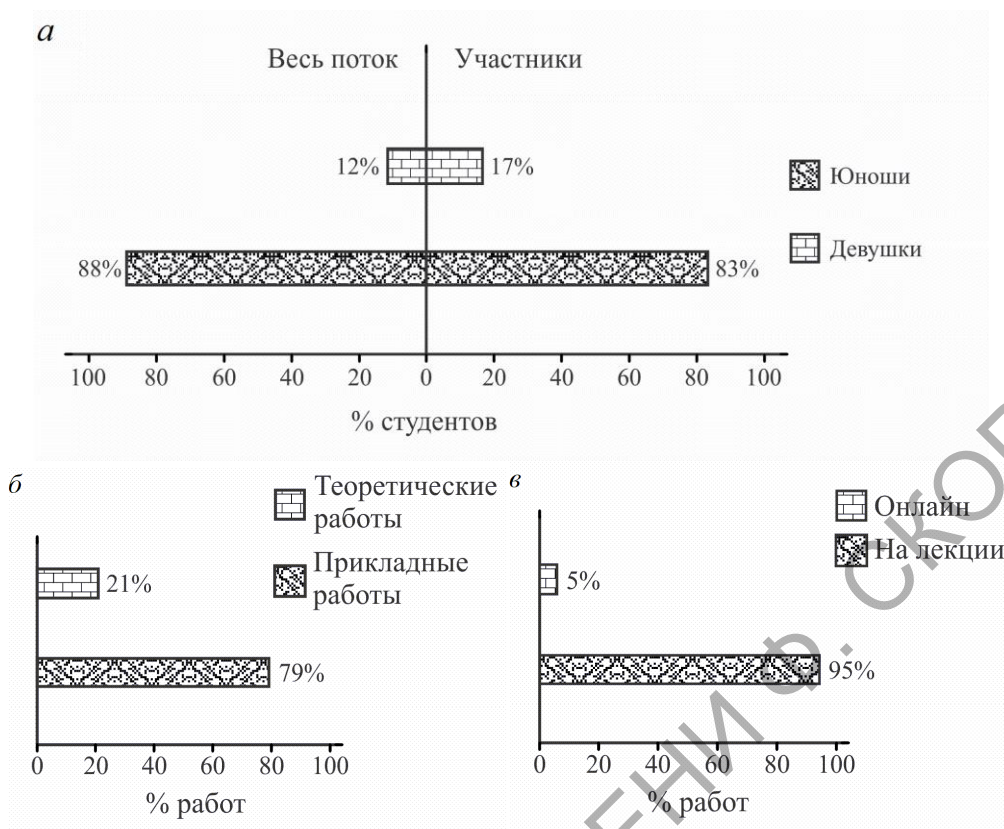 а
Весь поток Участники
12% 17%
Юноши
Девушки
88% 83%
100 80 60 40 20 0 20 40 60 80 100
% студентов
б
Теоретические
работы
Прикладные
работы
21%
79%
0 20 40 60 80 100
% работ
в
Онлайн
На лекции
5%
95%
0 20 40 60 80 100
% работ
ЕНИ Ф. СКОР